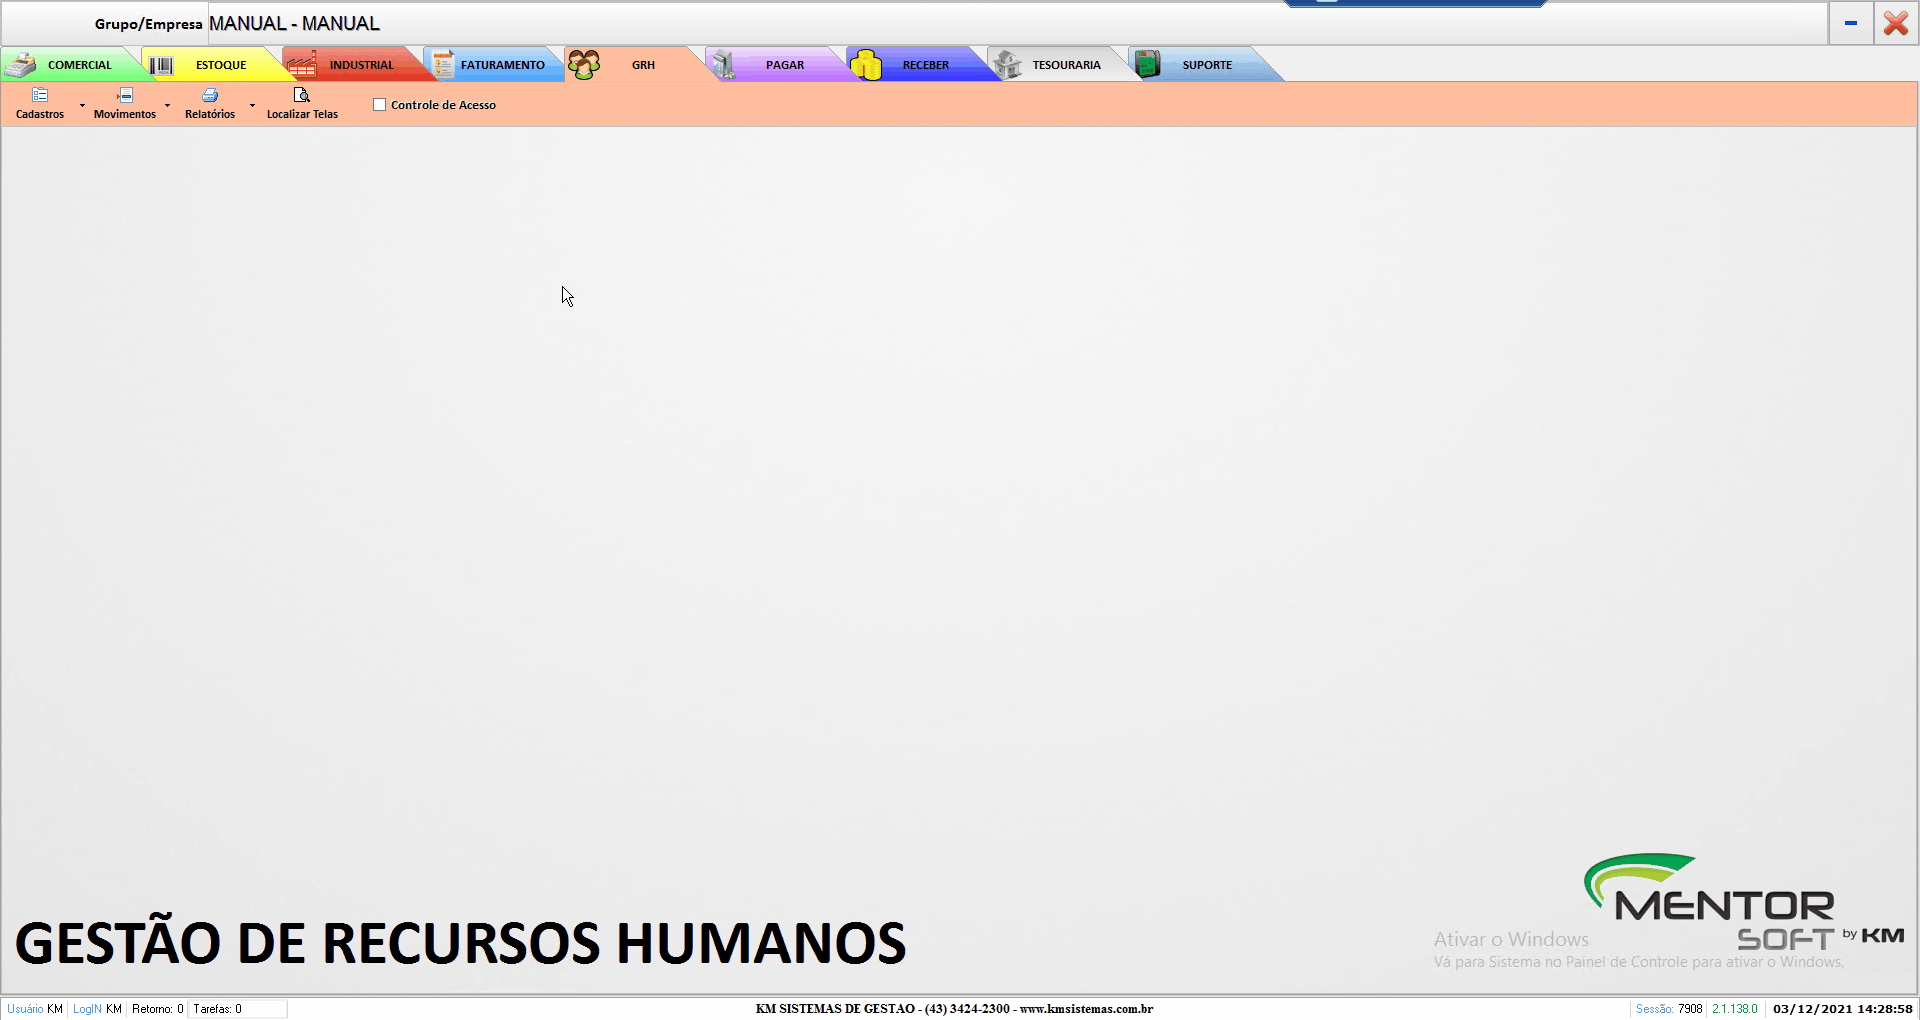 Grupo/Empresa MANUAL - MANUAL
COMERCIAL ESTOQUE INDUSTRIAL FATURAMENTO GRH PAGAR RECEBER TESOURARIA SUPORTE
Cadastros Movimentos Relatórios Localizar Telas Controle de Acesso
MENTOR
SOFT by KM
GESTÃO DE RECURSOS HUMANOS
Ativar o Windows
Vá para Sistema no Painel de Controle para ativar o Windows.
Usuário KM LogIN KM Retorno: 0 Tarefas: 0 KM SISTEMAS DE GESTAO - (43) 3424-2300 - www.kmsistemas.com.br Sessão: 7908 2.1.138.0 03/12/2021 14:28:58